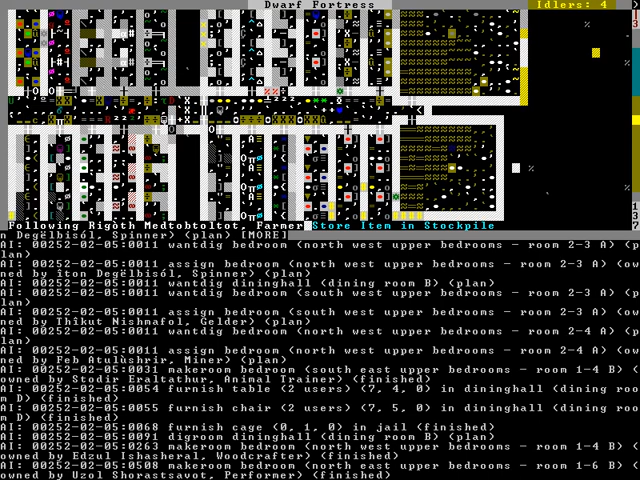 Dwarf Fortress
Idlers: 4
Following Rigòth Medtobtoltot, Farmer Store Item in Stockpile
n Degëlbisól, Spinner) (plan) [MORE]
AI: 00252-02-05:0011 wantdig bedroom (north west upper bedrooms - room 2-3 A) (p
lan)
AI: 00252-02-05:0011 assign bedroom (north west upper bedrooms - room 2-3 A) (ow
ned by îton Degëlbisól, Spinner) (plan)
AI: 00252-02-05:0011 wantdig dininghall (dining room B) (plan)
AI: 00252-02-05:0011 wantdig bedroom (south west upper bedrooms - room 2-3 A) (p
lan)
AI: 00252-02-05:0011 assign bedroom (south west upper bedrooms - room 2-3 A) (ow
ned by Thîkut Mishmafol, Gelder) (plan)
AI: 00252-02-05:0011 wantdig bedroom (north west upper bedrooms - room 2-4 A) (p
lan)
AI: 00252-02-05:0011 assign bedroom (north west upper bedrooms - room 2-4 A) (ow
ned by Feb Atulùshrir, Miner) (plan)
AI: 00252-02-05:0031 makeroom bedroom (south east upper bedrooms - room 1-4 B) (
owned by Stodir Eraltathur, Animal Trainer) (finished)
AI: 00252-02-05:0054 furnish table (2 users) (7, 4, 0) in dininghall (dining roo
m D) (finished)
AI: 00252-02-05:0055 furnish chair (2 users) (7, 5, 0) in dininghall (dining roo
m D) (finished)
AI: 00252-02-05:0068 furnish cage (0, 1, 0) in jail (finished)
AI: 00252-02-05:0091 digroom dininghall (dining room B) (plan)
AI: 00252-02-05:0263 makeroom bedroom (north west upper bedrooms - room 1-4 B) (
owned by Edzul Ishasheral, Woodcrafter) (finished)
AI: 00252-02-05:0508 makeroom bedroom (north east upper bedrooms - room 1-6 B) (
owned by Uzol Shorastsavot, Performer) (finished)